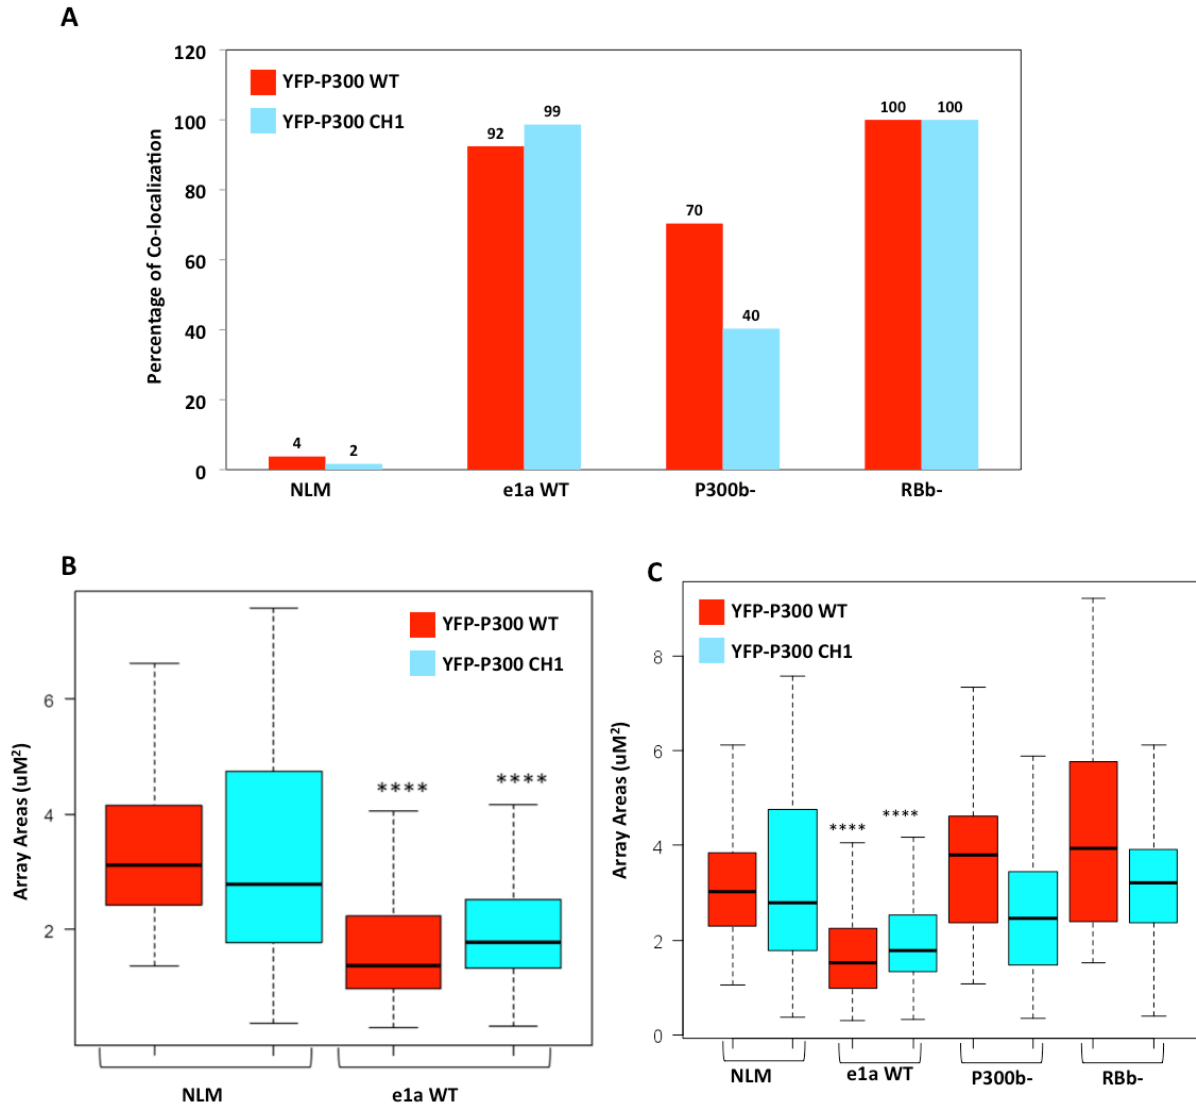 A
Percentage of Co-localization
120
100
80
60
40
20
0
YFP-P300 WT
YFP-P300 CH1
4
2
92
99
70
40
100
100
NLM
e1a WT
P300b-
RBb-
B
Array Areas (uM²)
6
4
2
YFP-P300 WT
YFP-P300 CH1
****
****
NLM
e1a WT
C
Array Areas (uM²)
8
6
4
2
0
YFP-P300 WT
YFP-P300 CH1
****
****
NLM
e1a WT
P300b-
RBb-